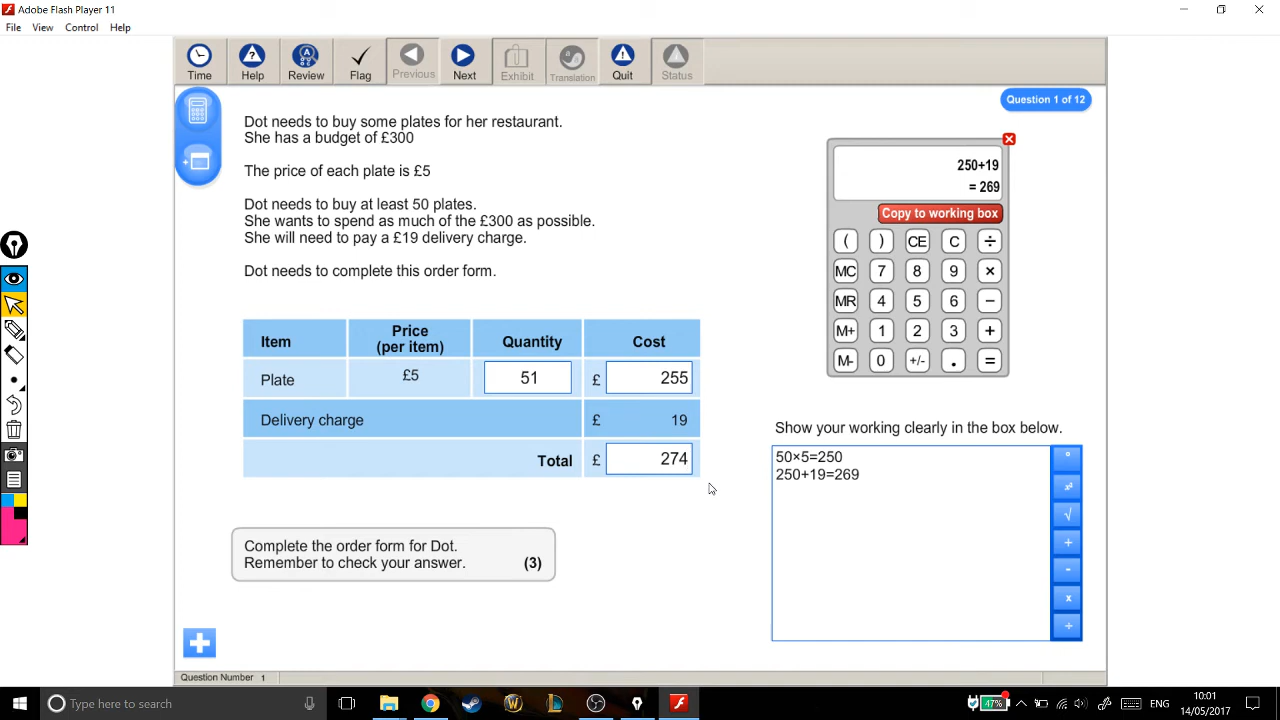 Adobe Flash Player 11
File View Control Help
Time Help Review Flag Previous Next Exhibit Translation Quit Status
Question 1 of 12
Dot needs to buy some plates for her restaurant.
She has a budget of £300
The price of each plate is £5
Dot needs to buy at least 50 plates.
She wants to spend as much of the £300 as possible.
She will need to pay a £19 delivery charge.
Dot needs to complete this order form.
Item Price (per item) Quantity Cost
Plate £5 51 £ 255
Delivery charge £ 19
Total £ 274
Complete the order form for Dot.
Remember to check your answer. (3)
250+19
= 269
Copy to working box
( ) CE C ÷
MC 7 8 9 ×
MR 4 5 6 −
M+ 1 2 3 +
M- 0 +/- . =
Show your working clearly in the box below.
50×5=250
250+19=269
°
x²
√
+
-
x
÷
Question Number 1
Type here to search
47%
ENG
10:01
14/05/2017